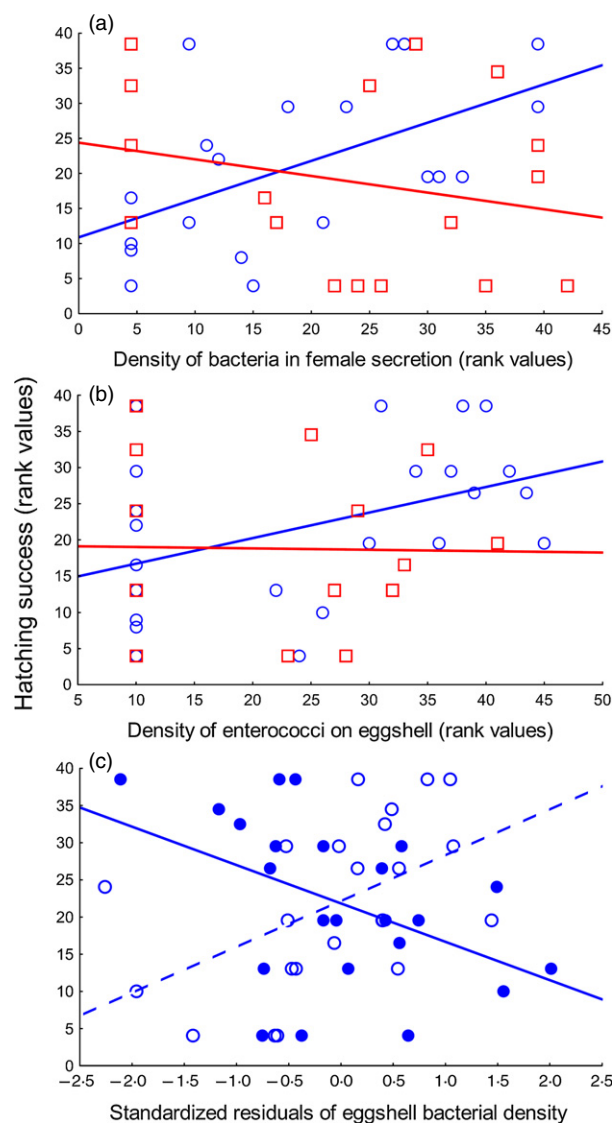 (a)
40
35
30
25
20
15
10
5
0
0 5 10 15 20 25 30 35 40 45
Density of bacteria in female secretion (rank values)
Hatching success (rank values)
(b)
40
35
30
25
20
15
10
5
0
5 10 15 20 25 30 35 40 45 50
Density of enterococci on eggshell (rank values)
(c)
40
35
30
25
20
15
10
5
0
-2·5 -2·0 -1·5 -1·0 -0·5 0·0 0·5 1·0 1·5 2·0 2·5
Standardized residuals of eggshell bacterial density